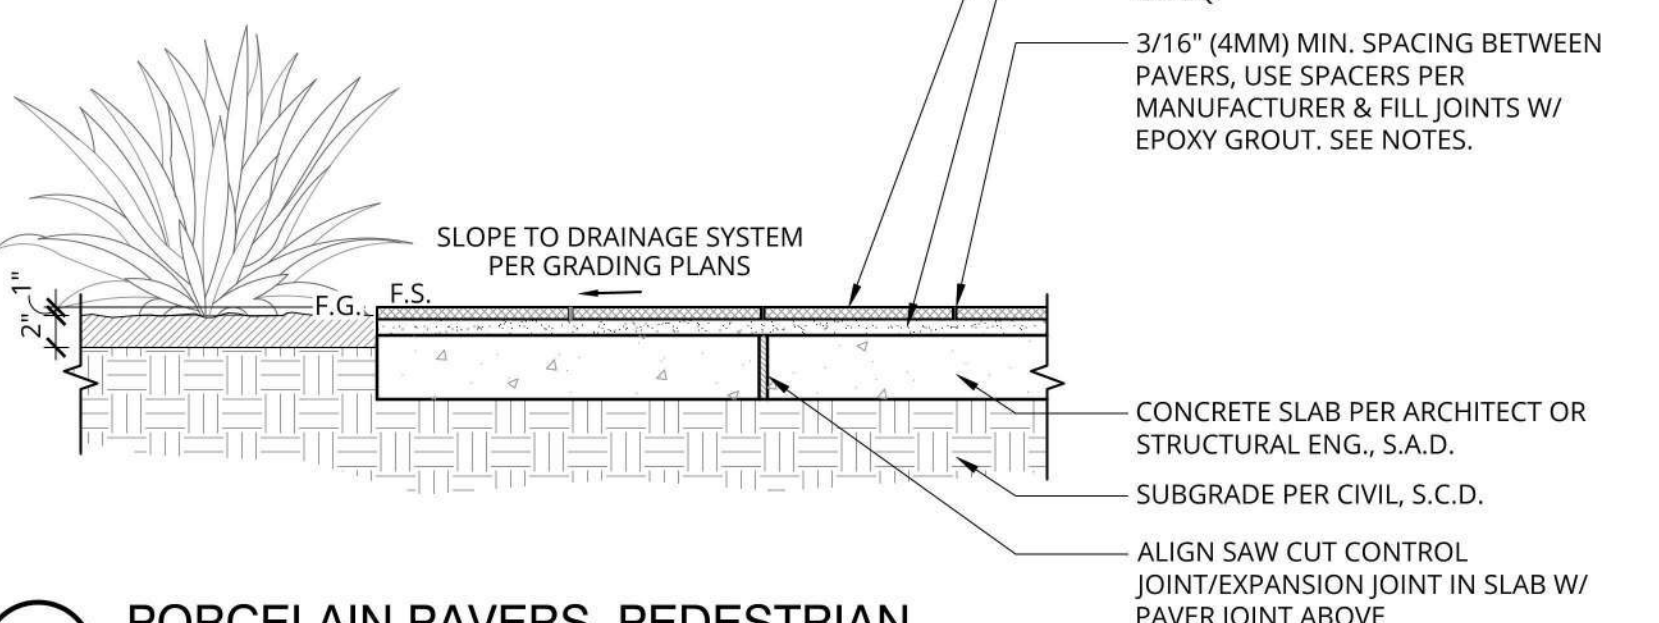 3/16" (4MM) MIN. SPACING BETWEEN
PAVERS, USE SPACERS PER
MANUFACTURER & FILL JOINTS W/
EPOXY GROUT. SEE NOTES.
SLOPE TO DRAINAGE SYSTEM
PER GRADING PLANS
1"
2"
F.G.
F.S.
CONCRETE SLAB PER ARCHITECT OR
STRUCTURAL ENG., S.A.D.
SUBGRADE PER CIVIL, S.C.D.
ALIGN SAW CUT CONTROL
JOINT/EXPANSION JOINT IN SLAB W/
PAVER JOINT ABOVE
PORCELAIN PAVERS, PEDESTRIAN